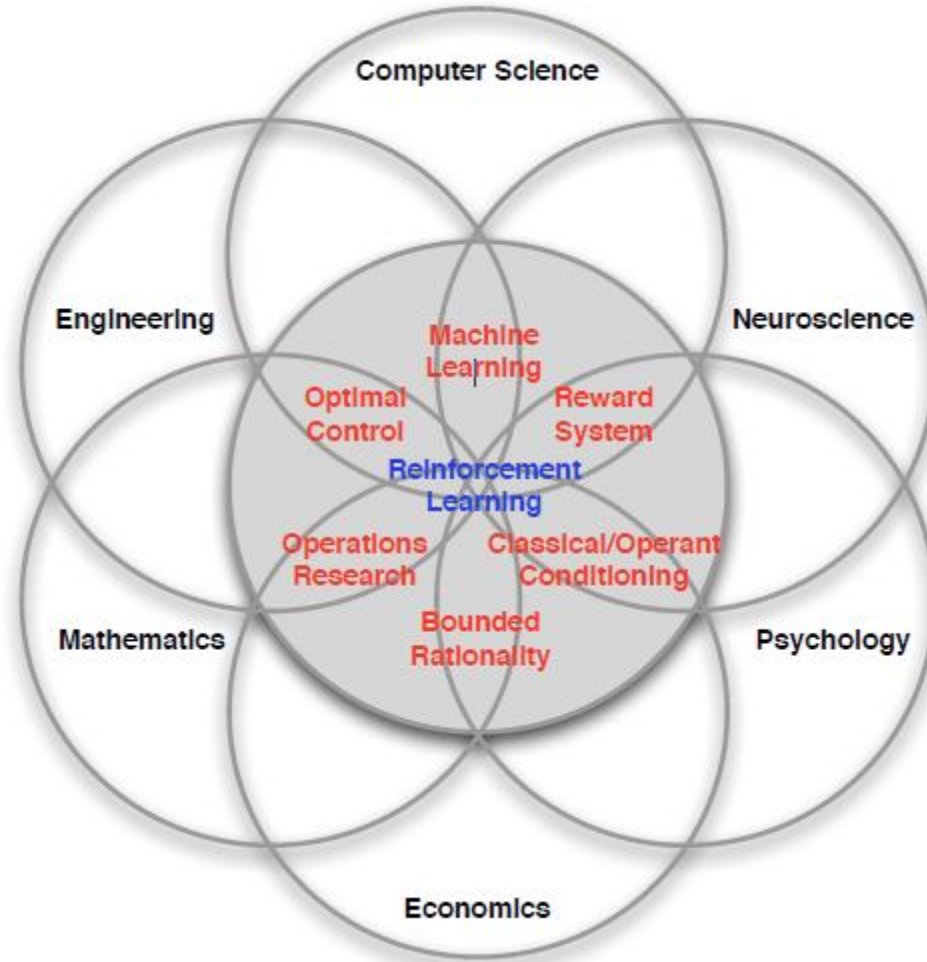 Computer Science
Engineering
Neuroscience
Machine
Learning
Optimal
Control
Reward
System
Reinforcement
Learning
Operations
Research
Classical/Operant
Conditioning
Bounded
Rationality
Mathematics
Psychology
Economics